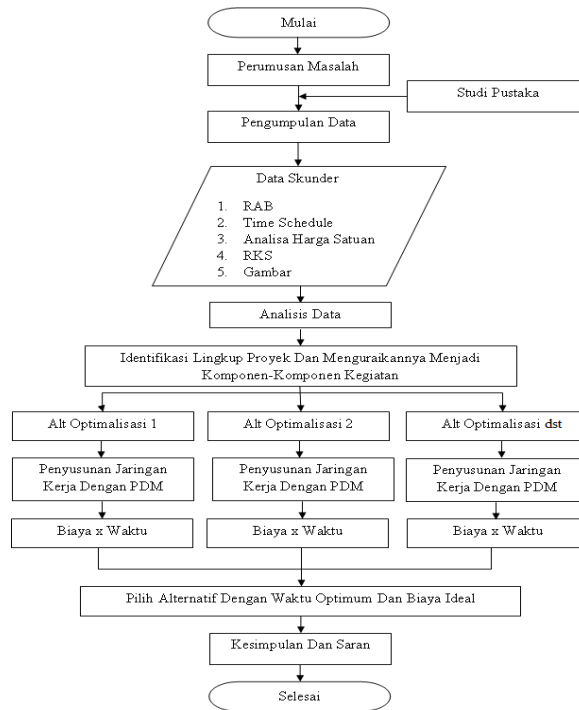 Mulai
Perumusan Masalah
Studi Pustaka
Pengumpulan Data
Data Skunder
1. RAB
2. Time Schedule
3. Analisa Harga Satuan
4. RKS
5. Gambar
Analisis Data
Identifikasi Lingkup Proyek Dan Menguraikannya Menjadi
Komponen-Komponen Kegiatan
Alt Optimalisasi 1
Alt Optimalisasi 2
Alt Optimalisasi dst
Penyusunan Jaringan
Kerja Dengan PDM
Penyusunan Jaringan
Kerja Dengan PDM
Penyusunan Jaringan
Kerja Dengan PDM
Biaya x Waktu
Biaya x Waktu
Biaya x Waktu
Pilih Alternatif Dengan Waktu Optimum Dan Biaya Ideal
Kesimpulan Dan Saran
Selesai